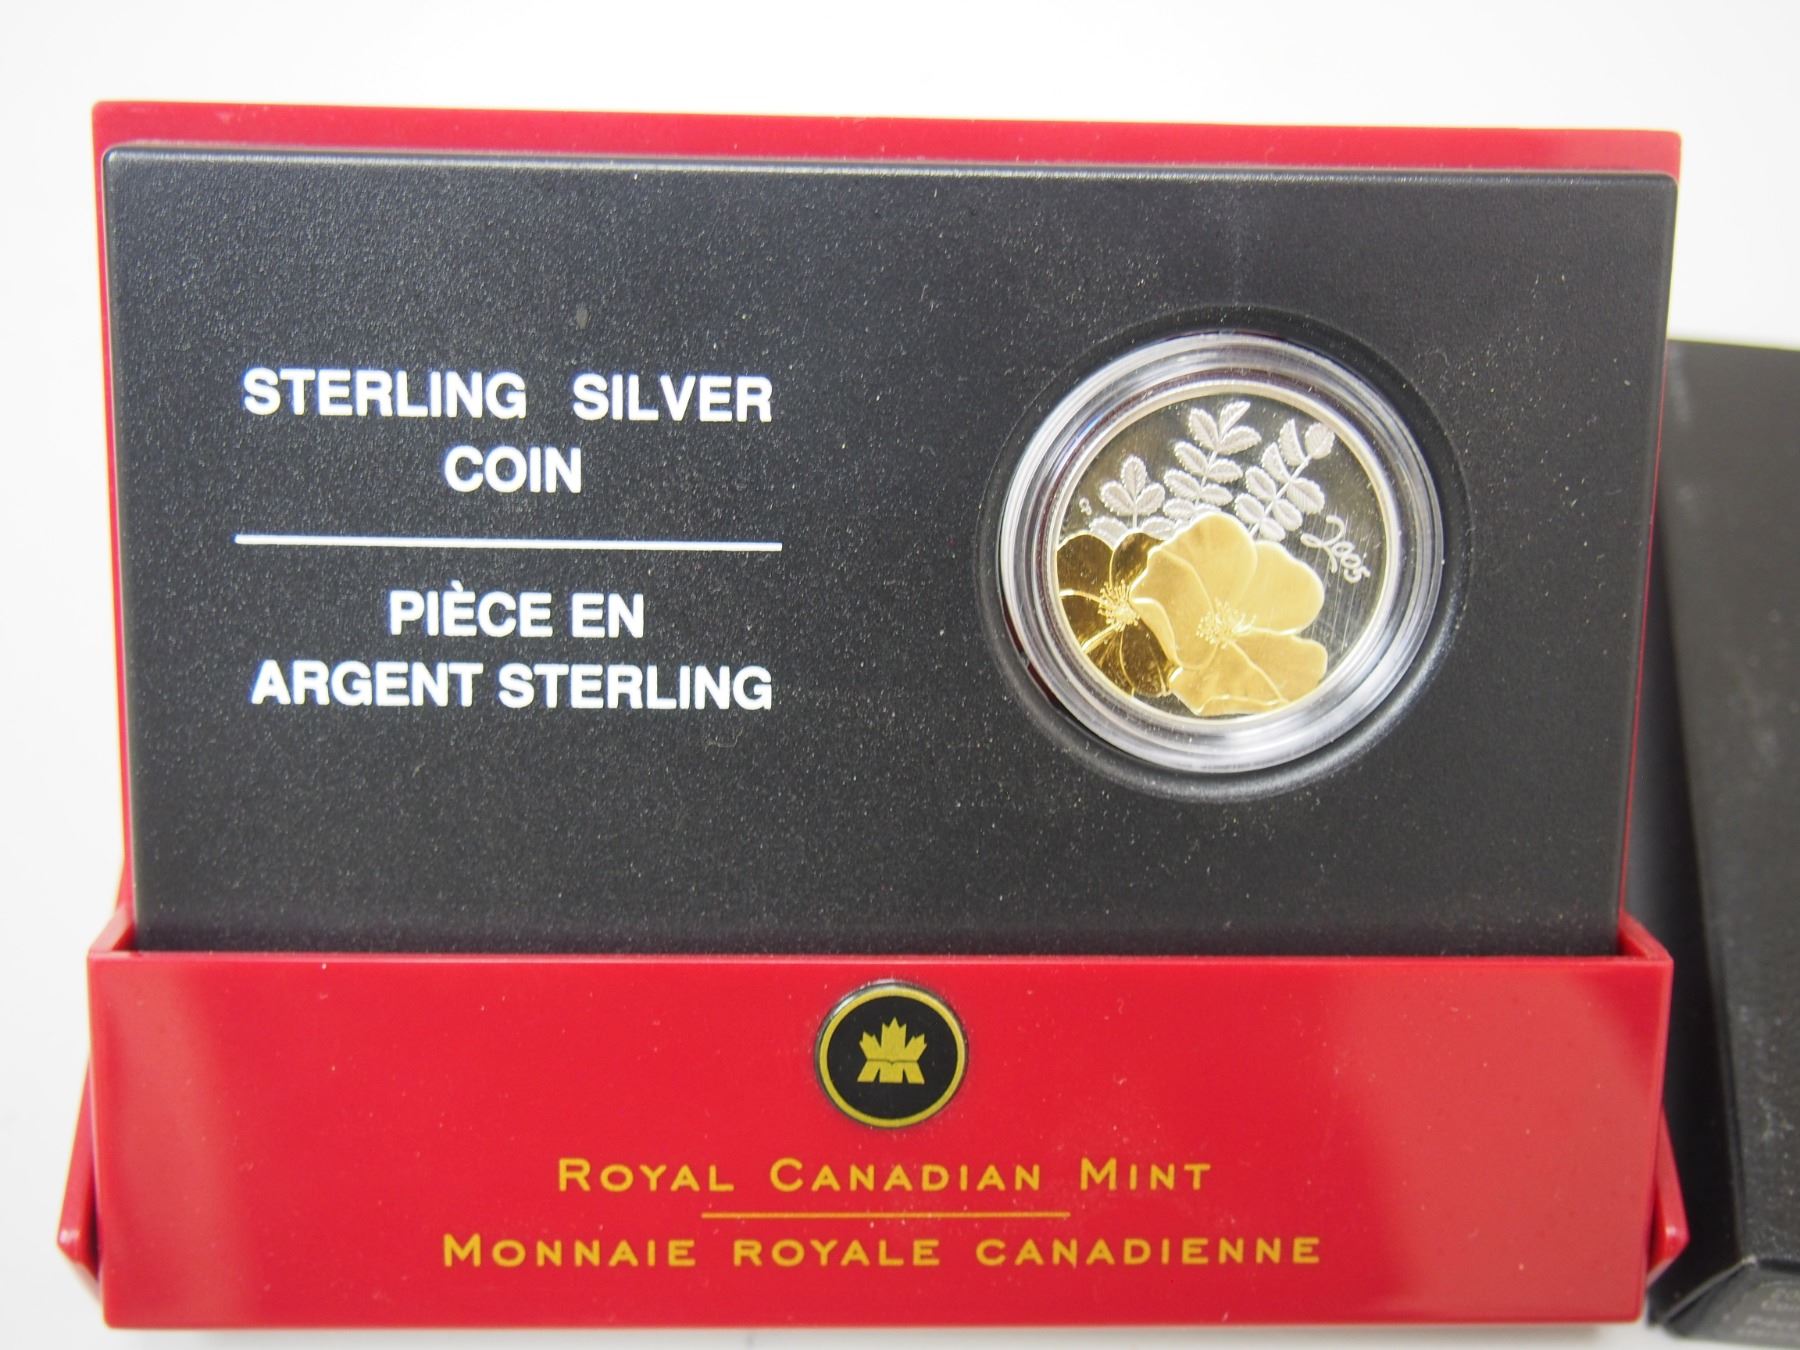 STERLING SILVER
COIN
PIÈCE EN
ARGENT STERLING
2005
ROYAL CANADIAN MINT
MONNAIE ROYALE CANADIENNE